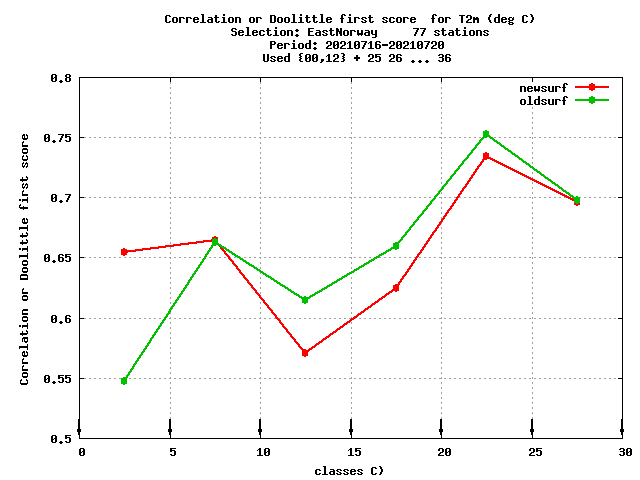 Correlation or Doolittle first score  for T2m (deg C)
Selection: EastNorway     77 stations
Period: 20210716-20210720
Used {00,12} + 25 26 ... 36
newsurf
oldsurf
Correlation or Doolittle first score
0.8
0.75
0.7
0.65
0.6
0.55
0.5
0 5 10 15 20 25 30
classes C)